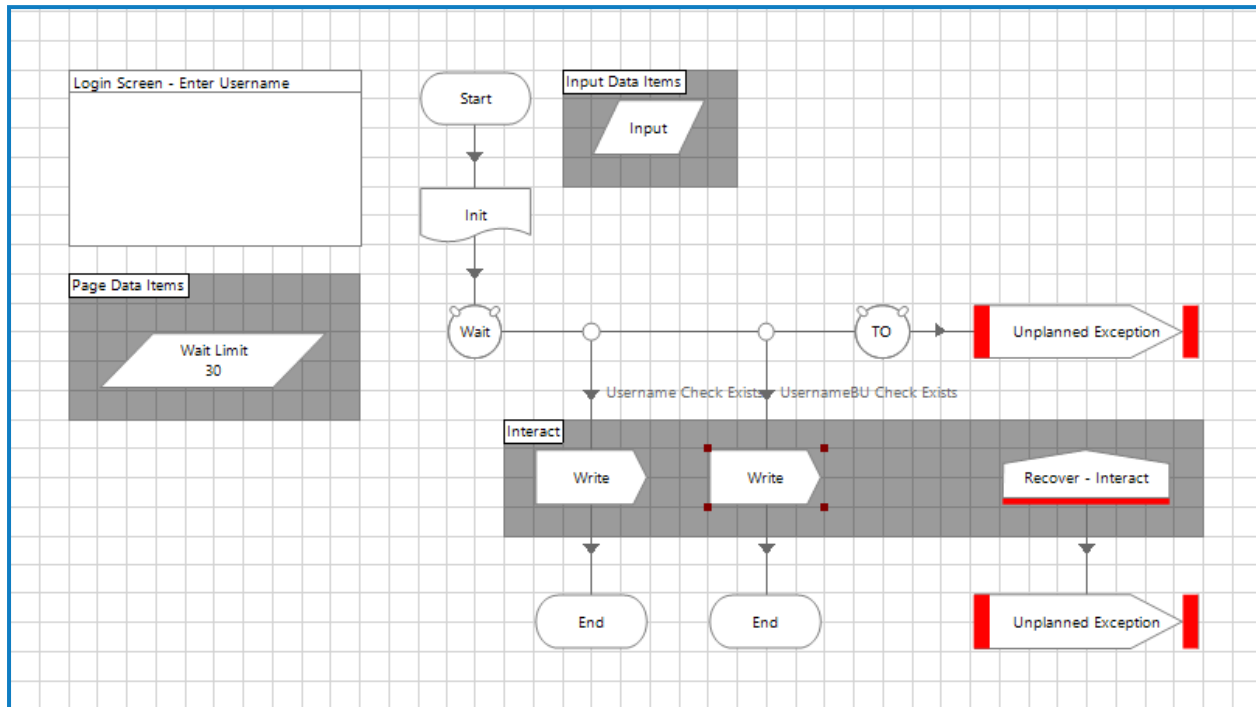 Login Screen - Enter Username
Start
Input Data Items
Input
Init
Page Data Items
Wait Limit
30
Wait
TO
Unplanned Exception
Username Check Exists
UsernameBU Check Exists
Interact
Write
Write
Recover - Interact
End
End
Unplanned Exception